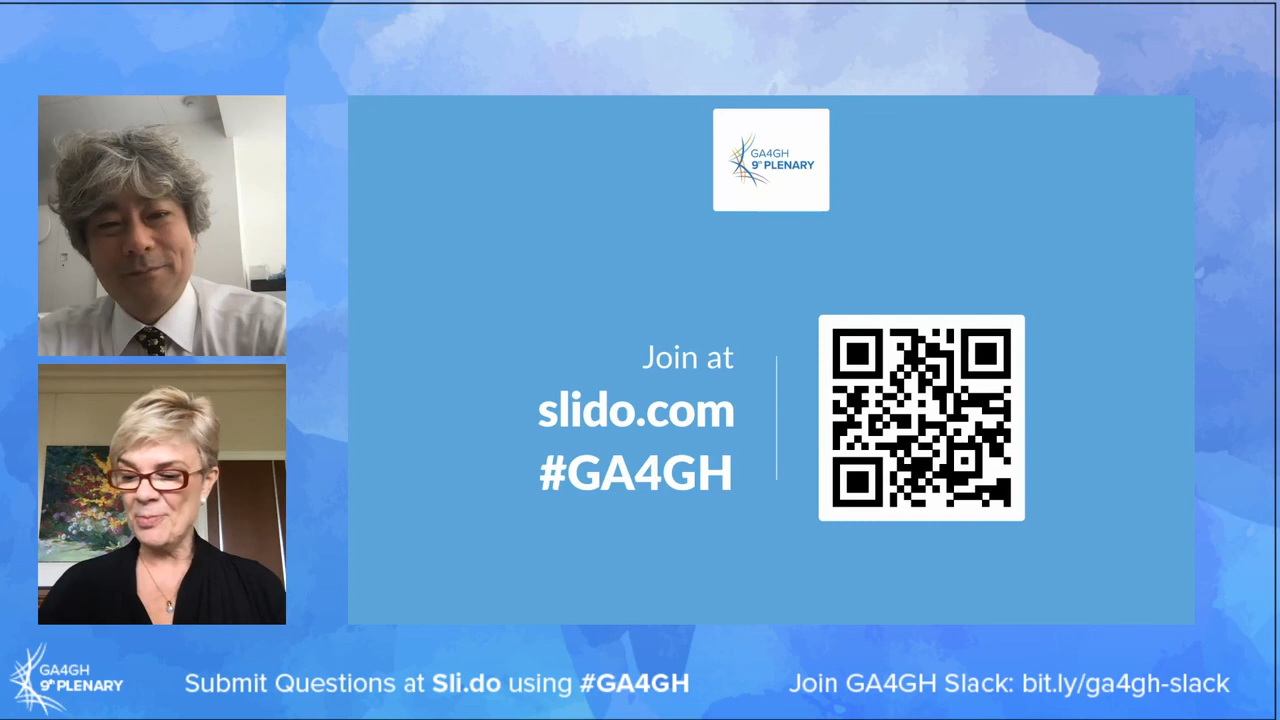 GA4GH
9th PLENARY
Join at
slido.com
#GA4GH
GA4GH
9th PLENARY
Submit Questions at Sli.do using #GA4GH
Join GA4GH Slack: bit.ly/ga4gh-slack